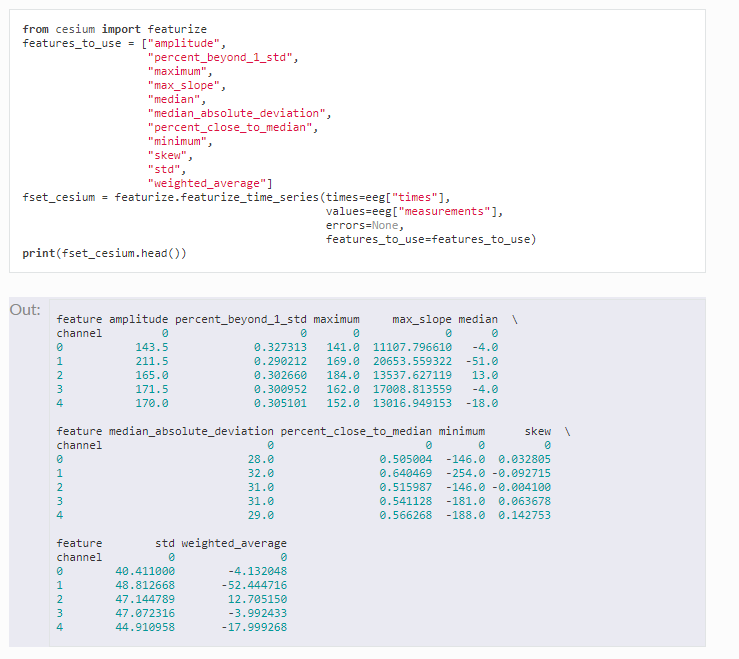 from cesium import featurize
features_to_use = ["amplitude",
                   "percent_beyond_1_std",
                   "maximum",
                   "max_slope",
                   "median",
                   "median_absolute_deviation",
                   "percent_close_to_median",
                   "minimum",
                   "skew",
                   "std",
                   "weighted_average"]
fset_cesium = featurize.featurize_time_series(times=eeg["times"],
                                              values=eeg["measurements"],
                                              errors=None,
                                              features_to_use=features_to_use)
print(fset_cesium.head())
Out:
feature amplitude percent_beyond_1_std maximum     max_slope median  \
channel         0                    0       0             0      0
0           143.5             0.327313   141.0  11107.796610   -4.0
1           211.5             0.290212   169.0  20653.559322  -51.0
2           165.0             0.302660   184.0  13537.627119   13.0
3           171.5             0.300952   162.0  17008.813559   -4.0
4           170.0             0.305101   152.0  13016.949153  -18.0
feature median_absolute_deviation percent_close_to_median minimum      skew  \
channel                         0                       0       0         0
0                            28.0                0.505004  -146.0  0.032805
1                            32.0                0.640469  -254.0 -0.092715
2                            31.0                0.515987  -146.0 -0.004100
3                            31.0                0.541128  -181.0  0.063678
4                            29.0                0.566268  -188.0  0.142753
feature        std weighted_average
channel          0                0
0        40.411000        -4.132048
1        48.812668       -52.444716
2        47.144789        12.705150
3        47.072316        -3.992433
4        44.910958       -17.999268